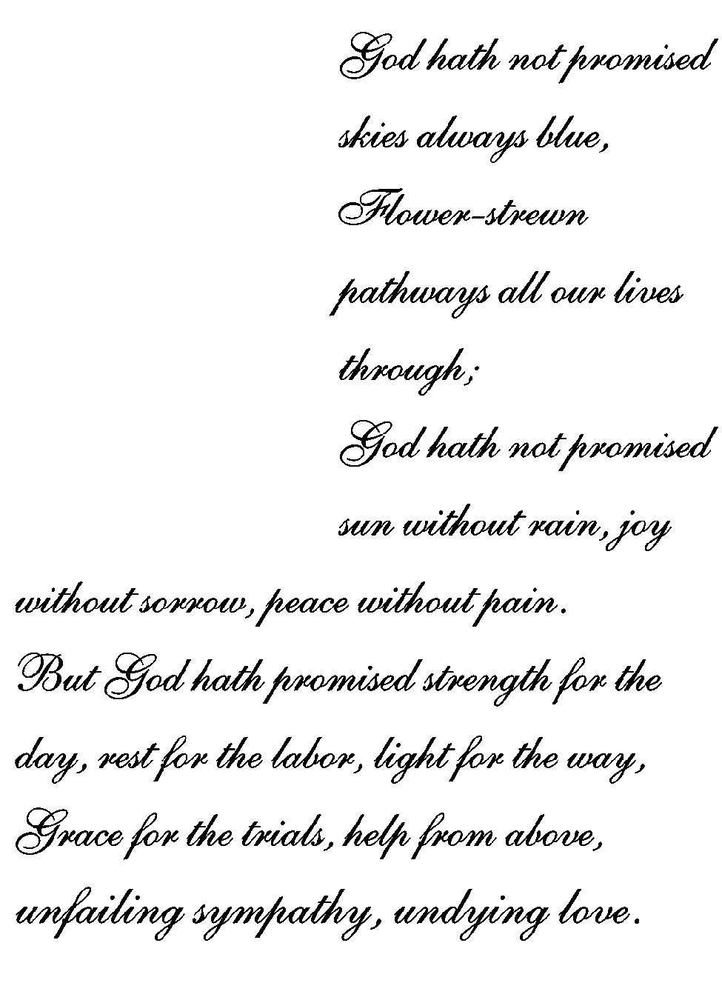 God hath not promised
skies always blue,
Flower-strewn
pathways all our lives
through;
God hath not promised
sun without rain, joy
without sorrow, peace without pain.
But God hath promised strength for the
day, rest for the labor, light for the way,
Grace for the trials, help from above,
unfailing sympathy, undying love.